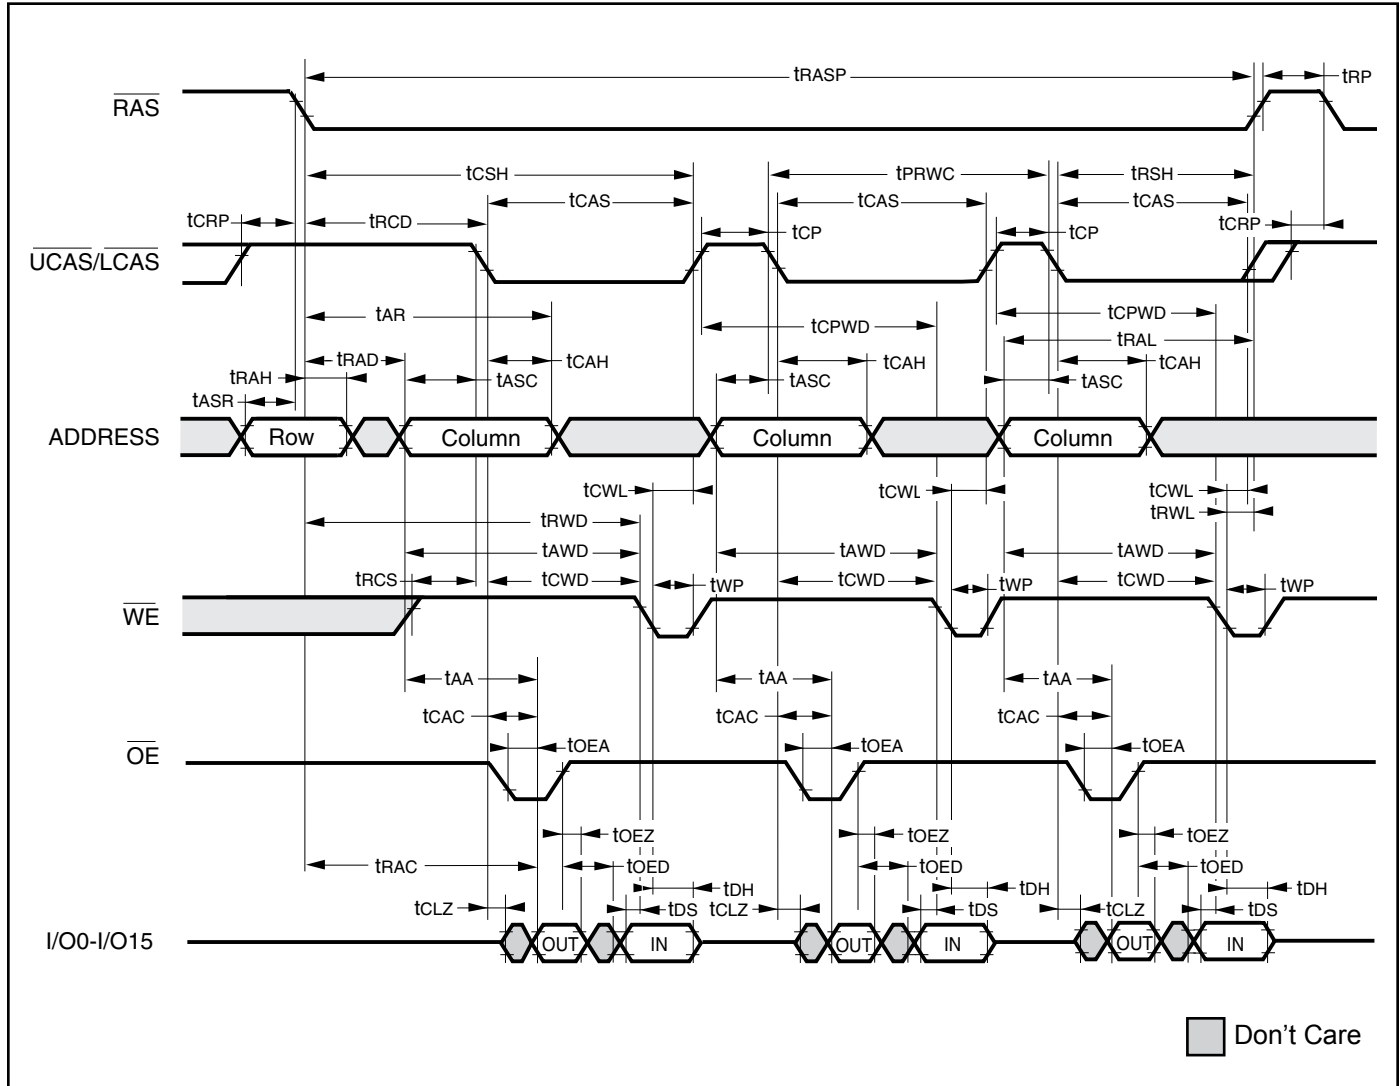 tRASP
tRP
RAS
tCSH
tPRWC
tRSH
tCAS
tCAS
tCAS
tCRP
tRCD
tCP
tCP
tCRP
UCAS/LCAS
tAR
tCPWD
tCPWD
tRAL
tRAD
tCAH
tCAH
tCAH
tRAH
tASC
tASC
tASC
tASR
ADDRESS
Row
Column
Column
Column
tCWL
tCWL
tCWL
tRWD
tRWL
tAWD
tAWD
tAWD
tRCS
tCWD
tWP
tCWD
tWP
tCWD
tWP
WE
tAA
tAA
tAA
tCAC
tCAC
tCAC
tOEA
tOEA
tOEA
OE
tOEZ
tOEZ
tOEZ
tRAC
tOED
tOED
tOED
tDH
tDH
tDH
tCLZ
tDS
tCLZ
tDS
tCLZ
tDS
I/O0-I/O15
OUT
IN
OUT
IN
OUT
IN
Don't Care